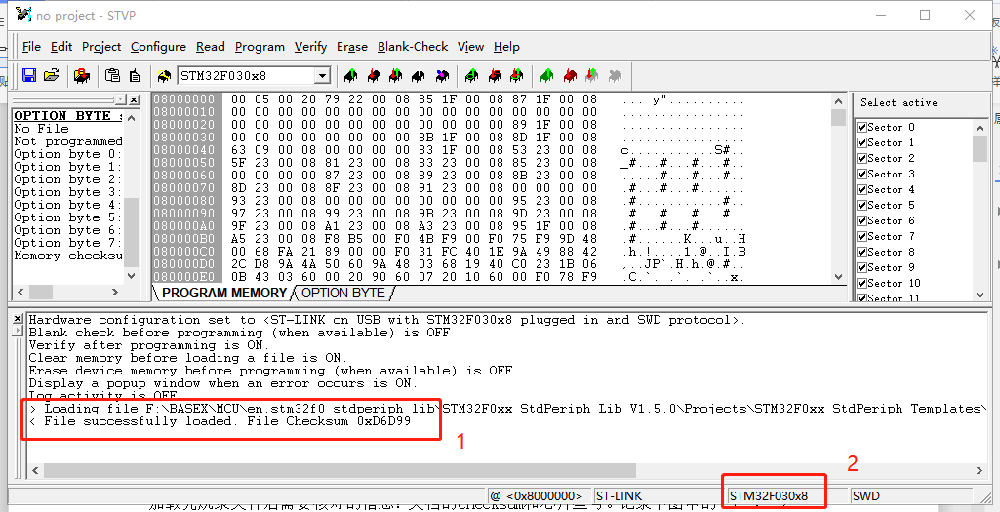 no project - STVP
File Edit Project Configure Read Program Verify Erase Blank-Check View Help
STM32F030x8
OPTION BYTE
No File
Not programmed
Option byte 0:
Option byte 1:
Option byte 2:
Option byte 3:
Option byte 4:
Option byte 5:
Option byte 6:
Option byte 7:
Memory checksu
08000000 00 05 00 20 79 22 00 08 85 1F 00 08 87 1F 00 08 ... y"..........
08000010 00 00 00 00 00 00 00 00 00 00 00 00 00 00 00 00 ................
08000020 00 00 00 00 00 00 00 00 00 00 00 00 89 1F 00 08 ................
08000030 00 00 00 00 00 00 00 00 8B 1F 00 08 8D 1F 00 08 ................
08000040 63 09 00 08 00 00 00 00 83 1F 00 08 53 23 00 08 c...........S#..
08000050 5F 23 00 08 81 23 00 08 83 23 00 08 85 23 00 08 _#...#...#...#..
08000060 00 00 00 00 87 23 00 08 89 23 00 08 8B 23 00 08 .....#...#...#..
08000070 8D 23 00 08 8F 23 00 08 91 23 00 08 00 00 00 00 .#...#...#......
08000080 93 23 00 08 00 00 00 00 00 00 00 00 95 23 00 08 .#...........#..
08000090 97 23 00 08 99 23 00 08 9B 23 00 08 9D 23 00 08 .#...#...#...#..
080000A0 9F 23 00 08 A1 23 00 08 A3 23 00 08 95 1F 00 08 .#...#...#......
080000B0 A5 23 00 08 F8 B5 00 F0 4B F9 00 F0 75 F9 9D 48 .#......K...u..H
080000C0 00 68 FA 21 89 00 00 F0 31 FC 40 1E 9A 49 88 42 .h.!....1.@..I.B
080000D0 2C D8 9A 4A 50 60 9A 48 03 68 19 40 C0 23 1B 06 ,..JP`.H.h.@.#..
080000E0 0B 43 03 60 00 20 90 60 07 20 10 60 00 F0 78 F9 .C.`. .`. .`..x.
PROGRAM MEMORY OPTION BYTE
Select active
Sector 0
Sector 1
Sector 2
Sector 3
Sector 4
Sector 5
Sector 6
Sector 7
Sector 8
Sector 9
Sector 10
Sector 11
Hardware configuration set to <ST-LINK on USB with STM32F030x8 plugged in and SWD protocol>.
Blank check before programming (when available) is OFF
Verify after programming is ON.
Clear memory before loading a file is ON.
Erase device memory before programming (when available) is OFF
Display a popup window when an error occurs is ON.
Log activity is OFF
> Loading file F:\BASEX\MCU\en.stm32f0_stdperiph_lib\STM32F0xx_StdPeriph_Lib_V1.5.0\Projects\STM32F0xx_StdPeriph_Templates\
< File successfully loaded. File Checksum 0xD6D99
1
2
@ <0x8000000> ST-LINK STM32F030x8 SWD